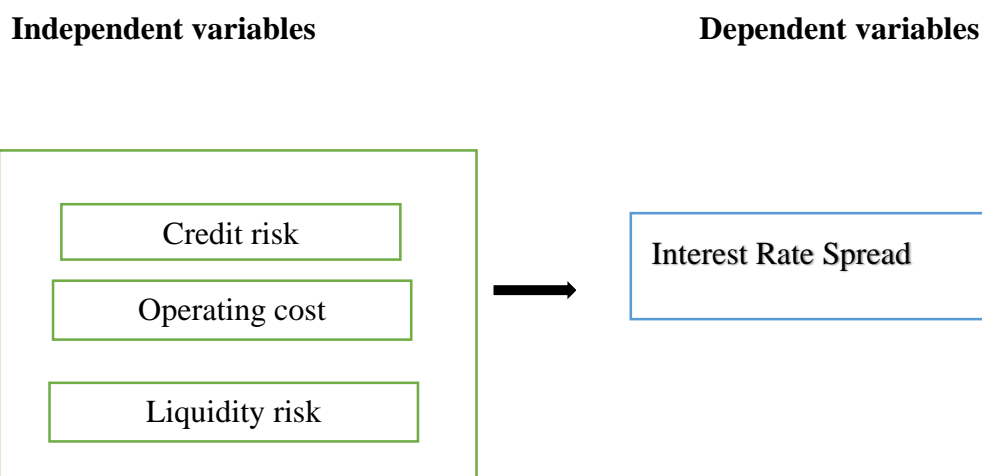 Independent variables
Dependent variables
Credit risk
Operating cost
Liquidity risk
Interest Rate Spread